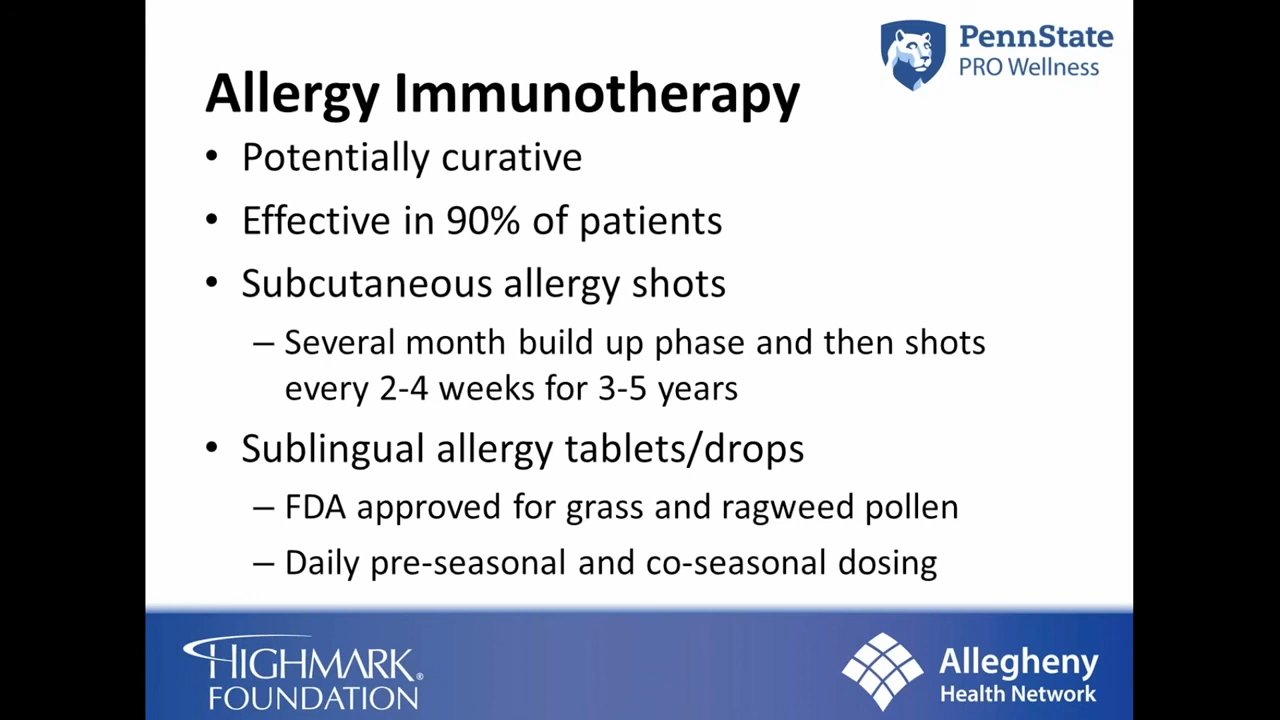 PennState
PRO Wellness
Allergy Immunotherapy
• Potentially curative
• Effective in 90% of patients
• Subcutaneous allergy shots
– Several month build up phase and then shots
every 2-4 weeks for 3-5 years
• Sublingual allergy tablets/drops
– FDA approved for grass and ragweed pollen
– Daily pre-seasonal and co-seasonal dosing
HIGHMARK®
FOUNDATION
Allegheny
Health Network